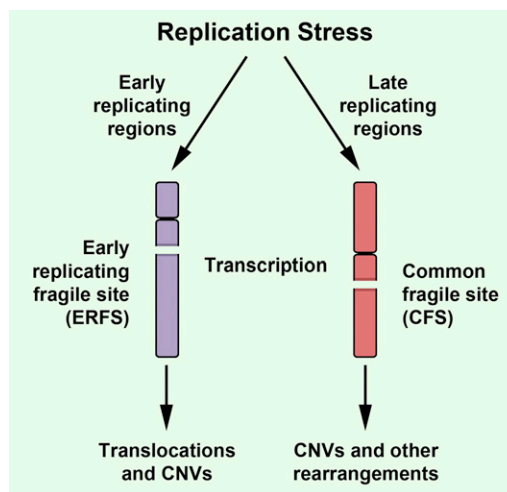 Replication Stress
Early
replicating
regions
Late
replicating
regions
Early
replicating
fragile site
(ERFS)
Transcription
Common
fragile site
(CFS)
Translocations
and CNVs
CNVs and other
rearrangements